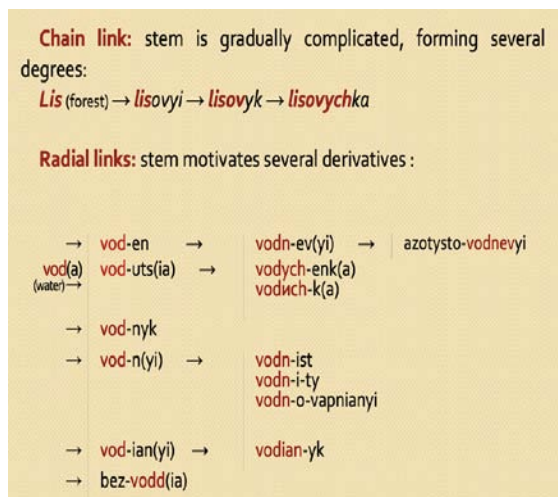 Chain link: stem is gradually complicated, forming several
degrees:
Lis (forest) → lisovyi → lisovyk → lisovychka
Radial links: stem motivates several derivatives :
→ vod-en → vodn-ev(yi) → azotysto-vodnevyi
vod(a) → vod-uts(ia) → vodych-enk(a)
(water) vodиch-k(a)
→ vod-nyk
→ vod-n(yi) → vodn-ist
vodn-i-ty
vodn-o-vapnianyi
→ vod-ian(yi) → vodian-yk
→ bez-vodd(ia)